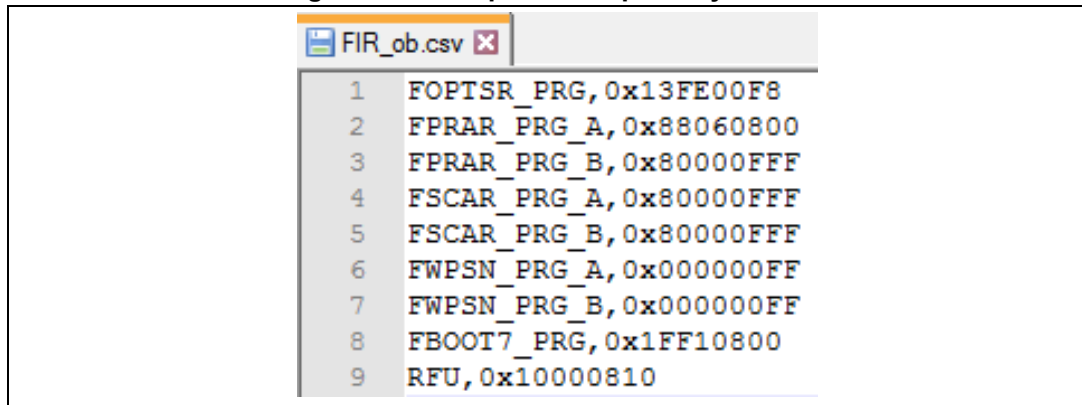 FIR_ob.csv
1 FOPTSR_PRG,0x13FE00F8
2 FPRAR_PRG_A,0x88060800
3 FPRAR_PRG_B,0x80000FFF
4 FSCAR_PRG_A,0x80000FFF
5 FSCAR_PRG_B,0x80000FFF
6 FWPSN_PRG_A,0x000000FF
7 FWPSN_PRG_B,0x000000FF
8 FBOOT7_PRG,0x1FF10800
9 RFU,0x10000810